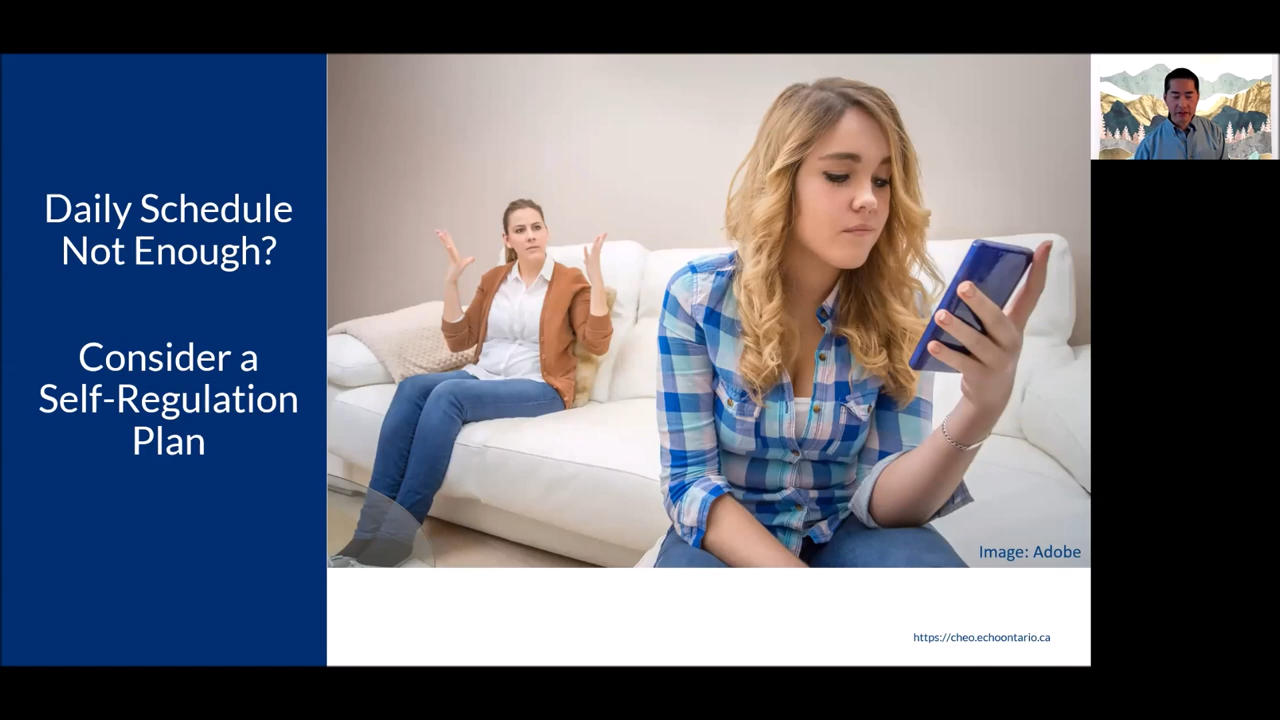 Daily Schedule
Not Enough?
Consider a
Self-Regulation
Plan
Image: Adobe
https://cheo.echoontario.ca